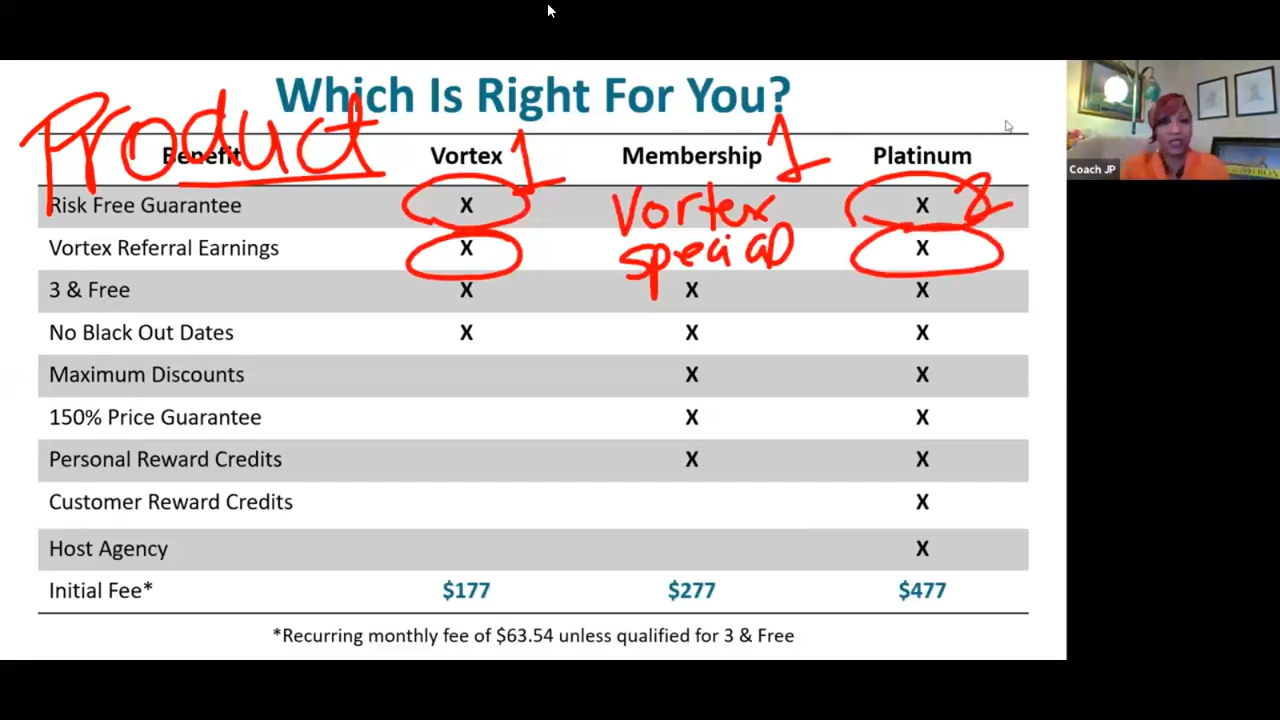 Which Is Right For You?
Product
Benefit Vortex 1 Membership 1 Platinum
Risk Free Guarantee X Vortex X 2
Vortex Referral Earnings X special X
3 & Free X X X
No Black Out Dates X X X
Maximum Discounts X X
150% Price Guarantee X X
Personal Reward Credits X X
Customer Reward Credits X
Host Agency X
Initial Fee* $177 $277 $477
*Recurring monthly fee of $63.54 unless qualified for 3 & Free
Coach JP